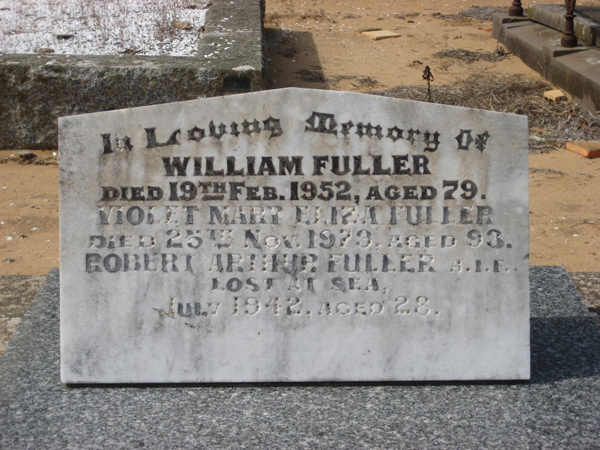 In Loving Memory Of
WILLIAM FULLER
DIED 19TH FEB. 1952, AGED 79.
VIOLET MARY ELIZA FULLER
DIED 25TH NOV. 1979, AGED 93.
ROBERT ARTHUR FULLER A.I.F.
LOST AT SEA,
JULY 1942, AGED 28.